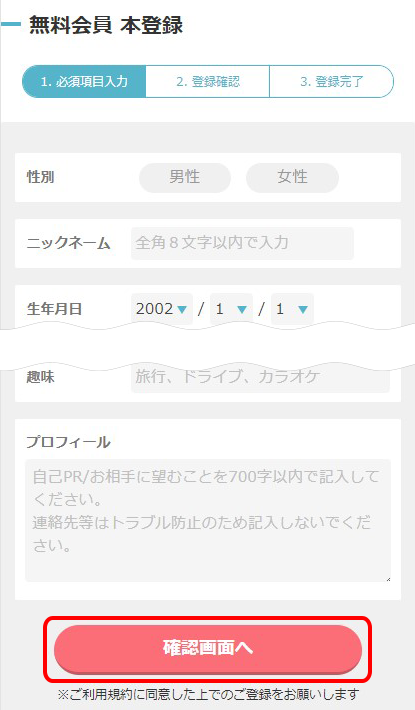 無料会員 本登録
1. 必須項目入力 2. 登録確認 3. 登録完了
性別 男性 女性
ニックネーム 全角８文字以内で入力
生年月日 2002 / 1 / 1
趣味 旅行、ドライブ、カラオケ
プロフィール
自己PR/お相手に望むことを700字以内で記入して
ください。
連絡先等はトラブル防止のため記入しないでくだ
さい。
確認画面へ
※ご利用規約に同意した上でのご登録をお願いします